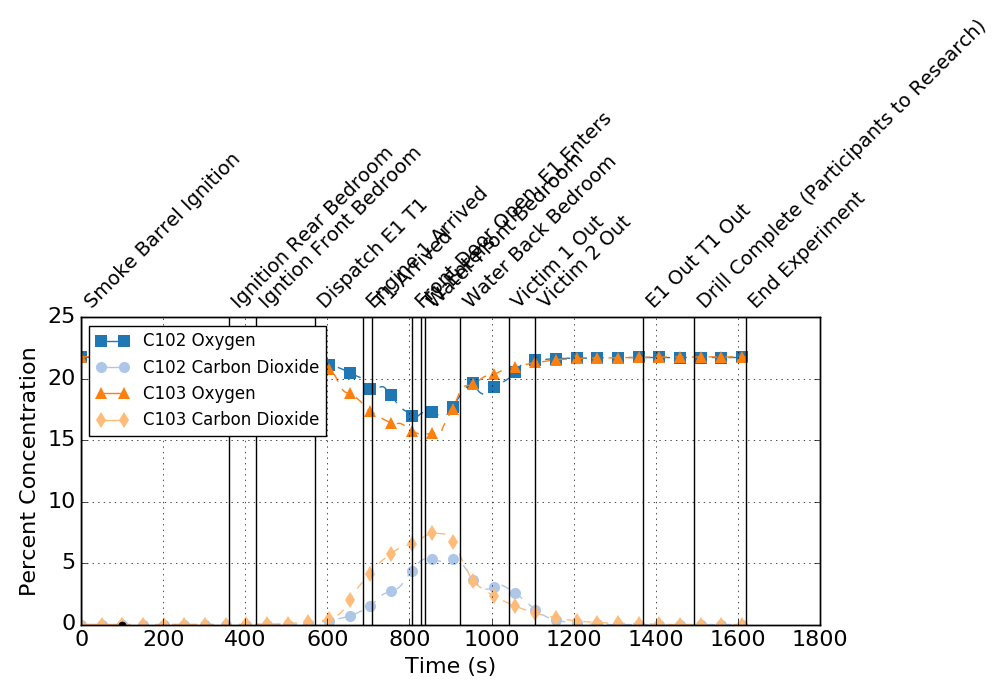 Smoke Barrel Ignition
Ignition Rear Bedroom
Igntion Front Bedroom
Dispatch E1 T1
Engine 1 Arrived
T1 Arrived
Front Door Open, E1 Enters
Water Front Bedroom
Water Back Bedroom
Victim 1 Out
Victim 2 Out
E1 Out T1 Out
Drill Complete (Participants to Research)
End Experiment
25
20
15
10
5
0
Percent Concentration
C102 Oxygen
C102 Carbon Dioxide
C103 Oxygen
C103 Carbon Dioxide
0 200 400 600 800 1000 1200 1400 1600 1800
Time (s)